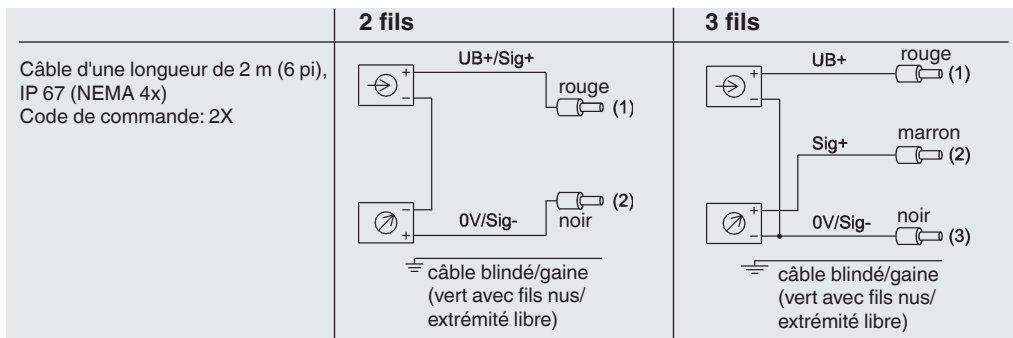 2 fils
3 fils
Câble d'une longueur de 2 m (6 pi),
IP 67 (NEMA 4x)
Code de commande: 2X
UB+/Sig+
rouge
(1)
+
−
−
+
0V/Sig-
(2)
noir
câble blindé/gaine
(vert avec fils nus/
extrémité libre)
UB+
rouge
(1)
+
−
Sig+
marron
(2)
+
−
0V/Sig-
noir
(3)
câble blindé/gaine
(vert avec fils nus/
extrémité libre)